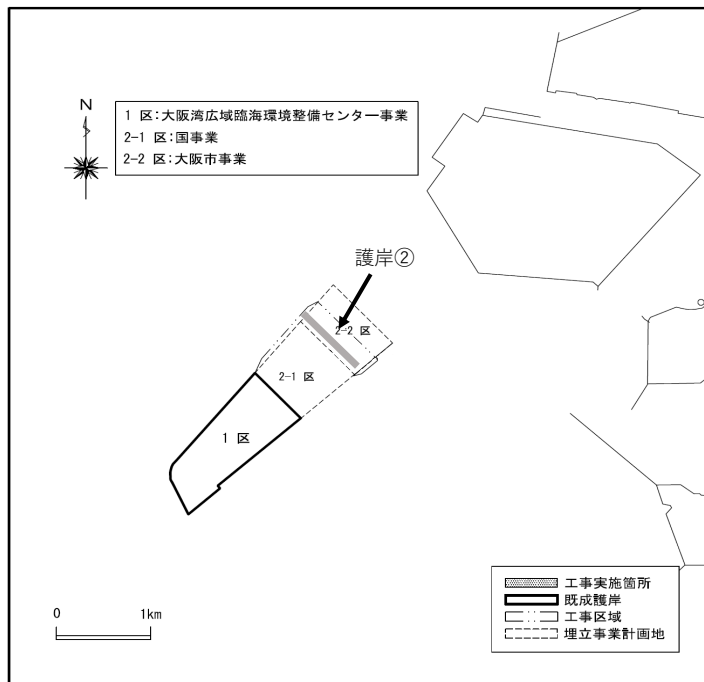 N
1 区:大阪湾広域臨海環境整備センター事業
2-1 区:国事業
2-2 区:大阪市事業
護岸②
2-2 区
2-1 区
1 区
工事実施箇所
既成護岸
工事区域
埋立事業計画地
0 1km